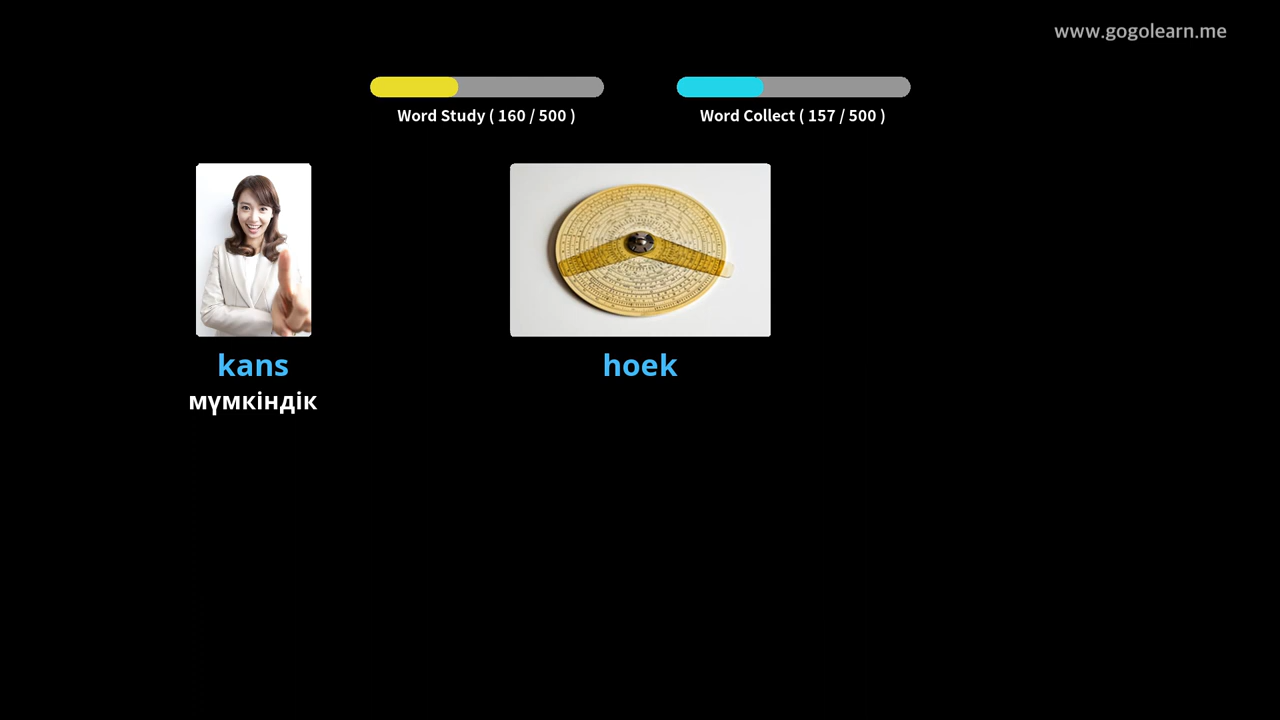 www.gogolearn.me
Word Study ( 160 / 500 )
Word Collect ( 157 / 500 )
kans
мүмкіндік
hoek